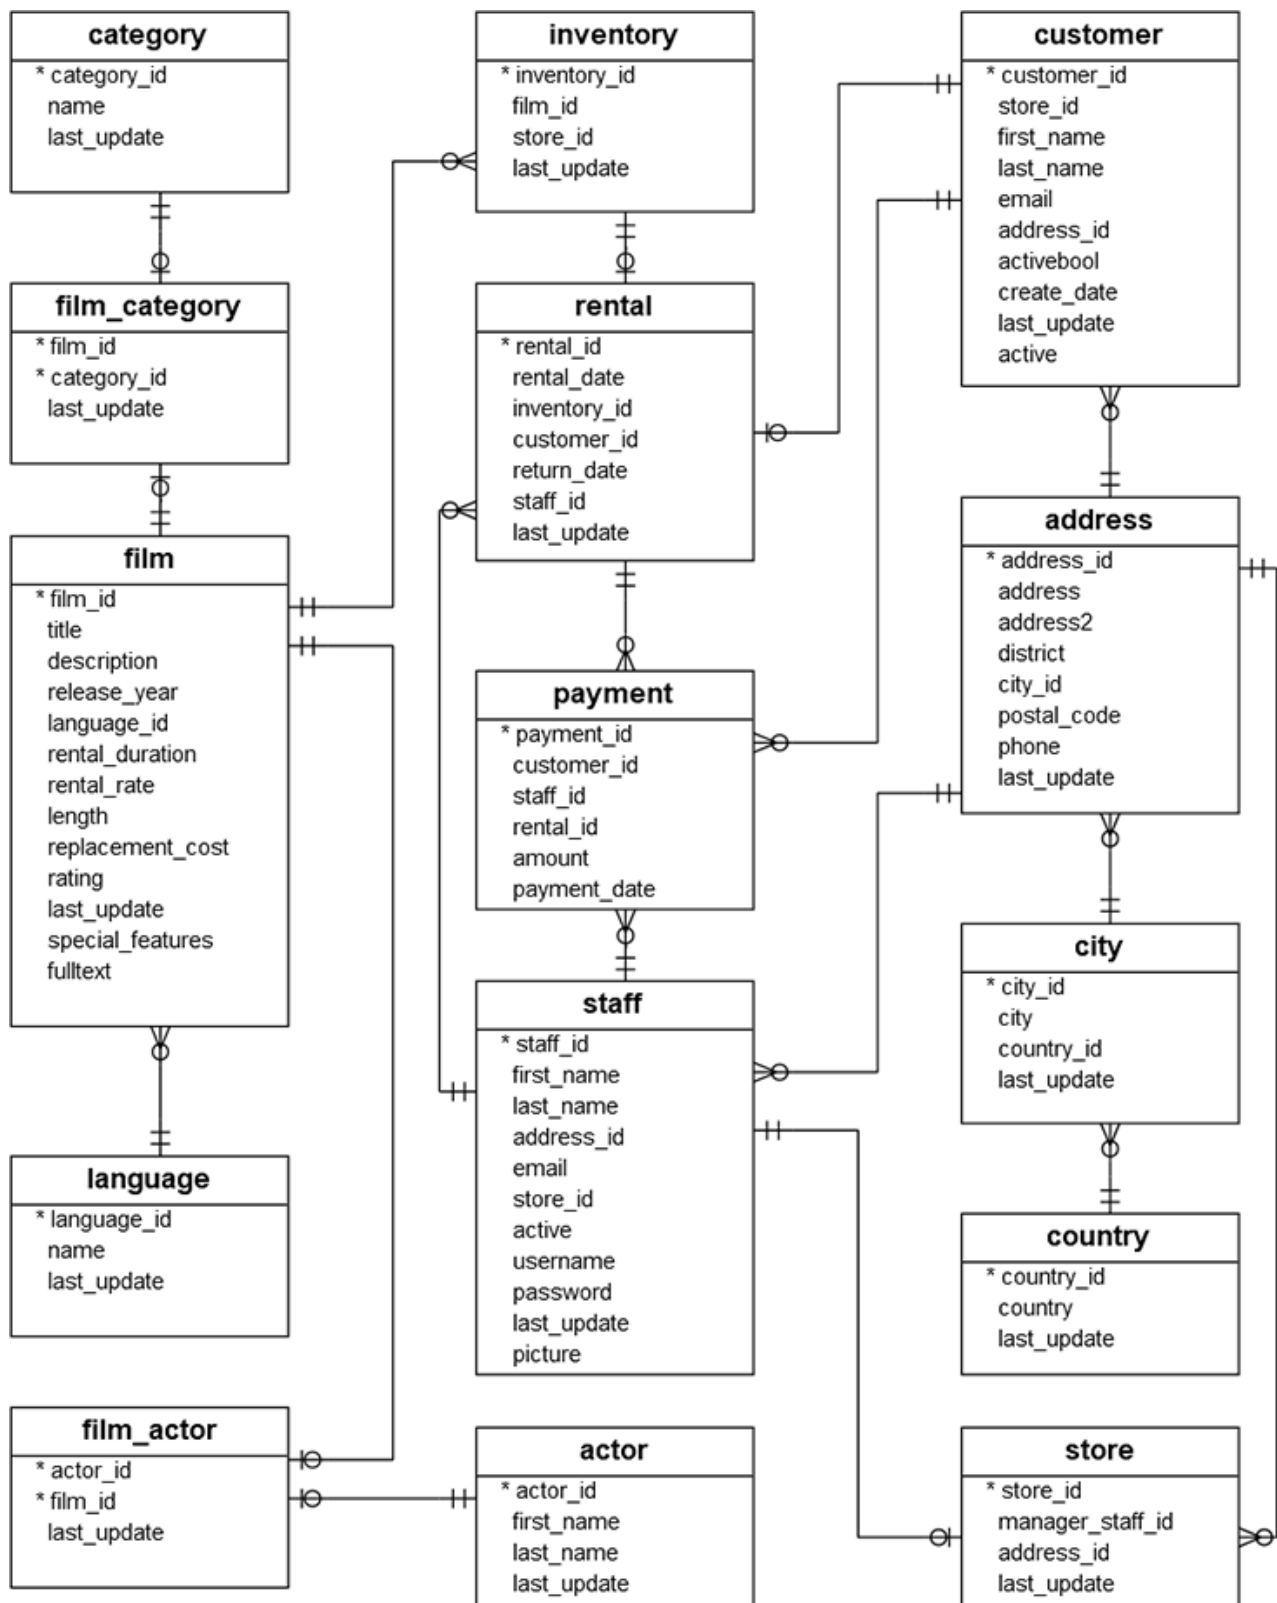 category
* category_id
name
last_update
film_category
* film_id
* category_id
last_update
film
* film_id
title
description
release_year
language_id
rental_duration
rental_rate
length
replacement_cost
rating
last_update
special_features
fulltext
language
* language_id
name
last_update
film_actor
* actor_id
* film_id
last_update
inventory
* inventory_id
film_id
store_id
last_update
rental
* rental_id
rental_date
inventory_id
customer_id
return_date
staff_id
last_update
payment
* payment_id
customer_id
staff_id
rental_id
amount
payment_date
staff
* staff_id
first_name
last_name
address_id
email
store_id
active
username
password
last_update
picture
actor
* actor_id
first_name
last_name
last_update
customer
* customer_id
store_id
first_name
last_name
email
address_id
activebool
create_date
last_update
active
address
* address_id
address
address2
district
city_id
postal_code
phone
last_update
city
* city_id
city
country_id
last_update
country
* country_id
country
last_update
store
* store_id
manager_staff_id
address_id
last_update